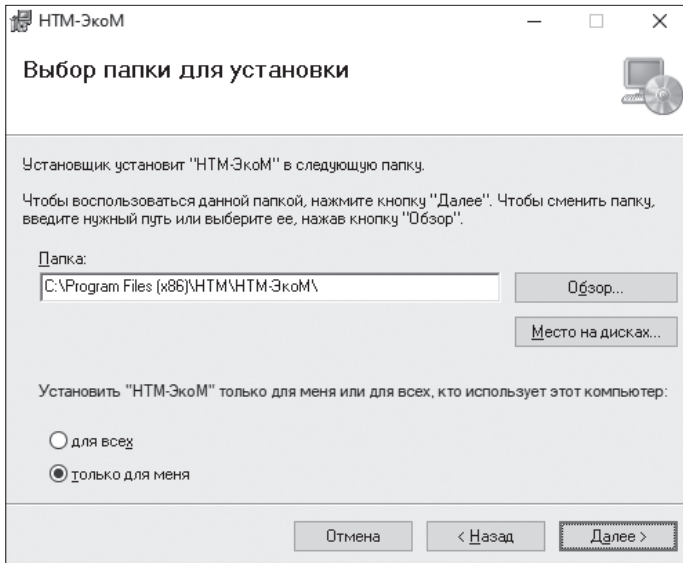 НТМ-ЭкоМ
Выбор папки для установки
Установщик установит "НТМ-ЭкоМ" в следующую папку.
Чтобы воспользоваться данной папкой, нажмите кнопку "Далее". Чтобы сменить папку,
введите нужный путь или выберите ее, нажав кнопку "Обзор".
Папка:
C:\Program Files (x86)\НТМ\НТМ-ЭкоМ\
Обзор...
Место на дисках...
Установить "НТМ-ЭкоМ" только для меня или для всех, кто использует этот компьютер:
для всех
только для меня
Отмена
< Назад
Далее >